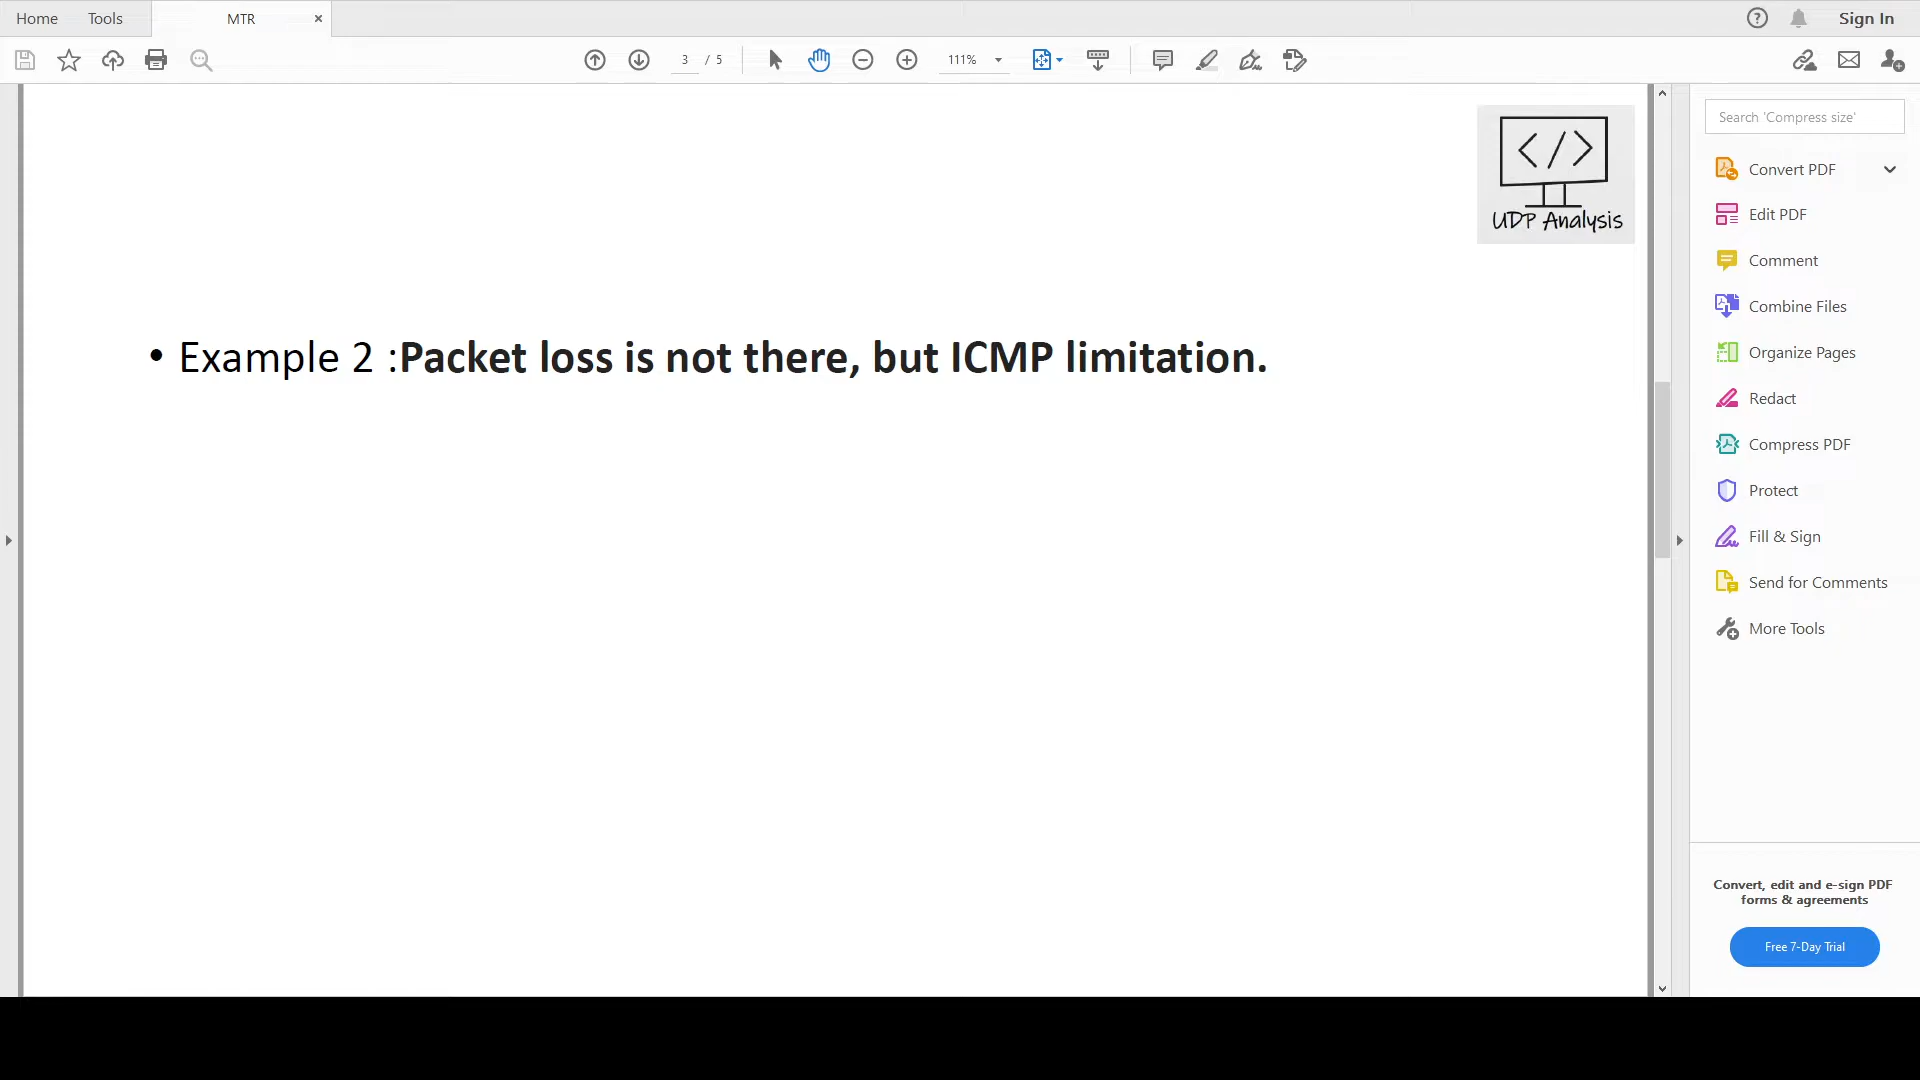 Home
Tools
MTR
Sign In
3 / 5
111%
</> 
UDP Analysis
• Example 2 :Packet loss is not there, but ICMP limitation.
Search 'Compress size'
Convert PDF
Edit PDF
Comment
Combine Files
Organize Pages
Redact
Compress PDF
Protect
Fill & Sign
Send for Comments
More Tools
Convert, edit and e-sign PDF
forms & agreements
Free 7-Day Trial